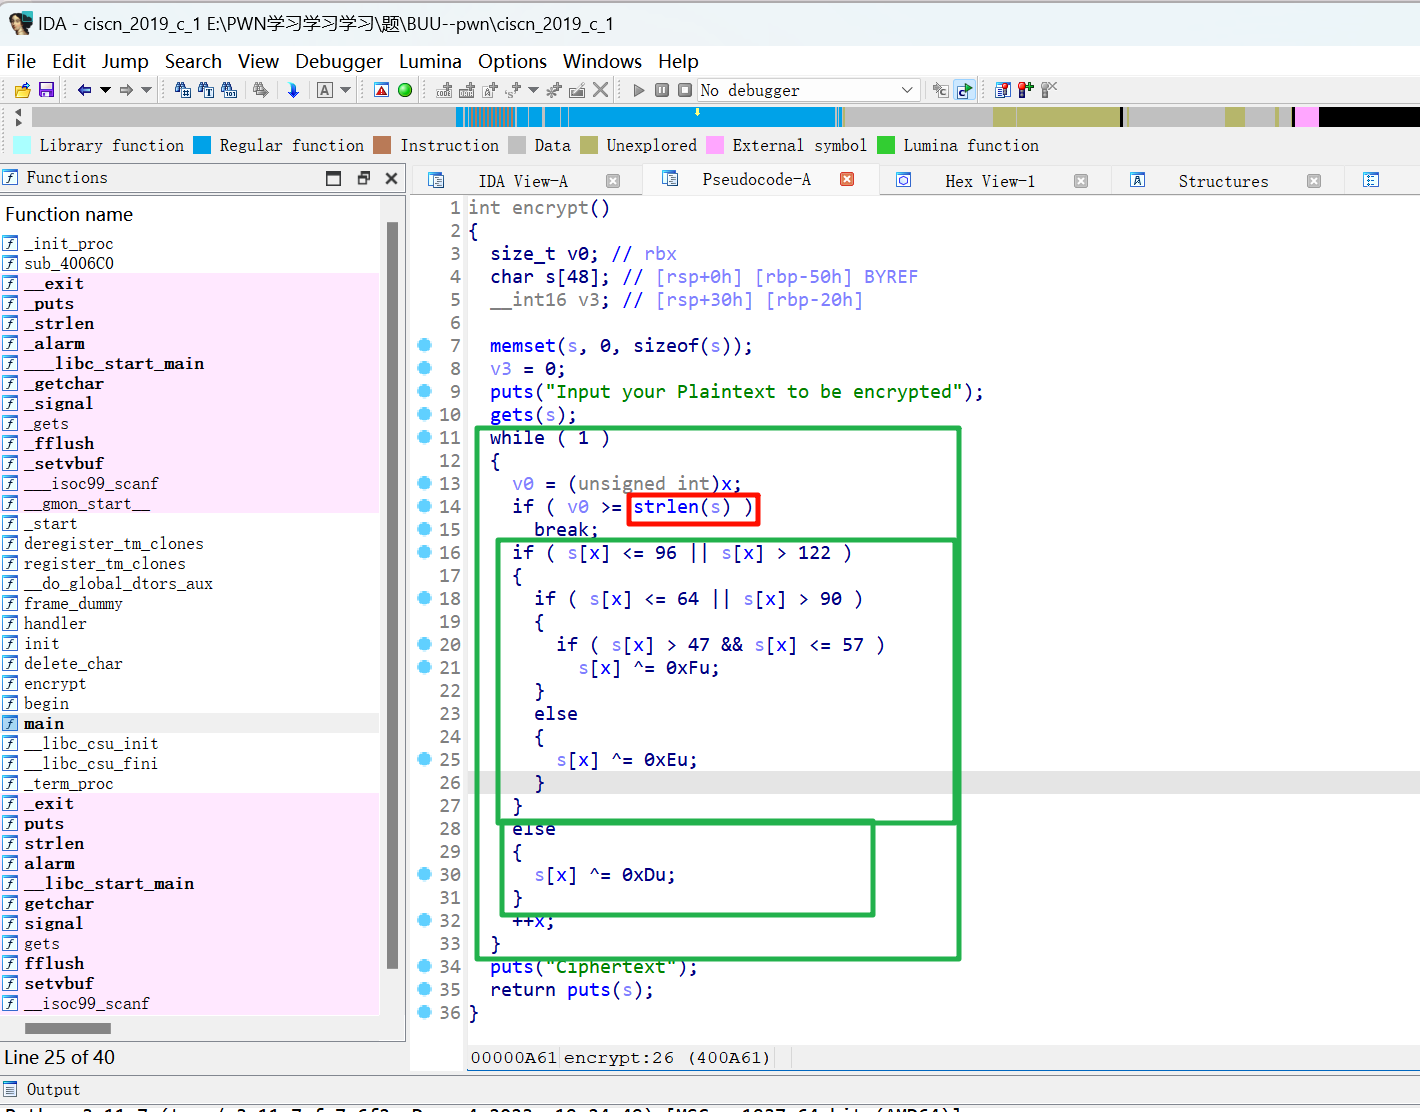 IDA - ciscn_2019_c_1 E:\PWN学习学习学习\题\BUU--pwn\ciscn_2019_c_1
File Edit Jump Search View Debugger Lumina Options Windows Help
No debugger
Library function Regular function Instruction Data Unexplored External symbol Lumina function
Functions
IDA View-A Pseudocode-A Hex View-1 Structures
Function name
_init_proc
sub_4006C0
__exit
_puts
_strlen
_alarm
___libc_start_main
_getchar
_signal
_gets
_fflush
_setvbuf
___isoc99_scanf
__gmon_start__
_start
deregister_tm_clones
register_tm_clones
__do_global_dtors_aux
frame_dummy
handler
init
delete_char
encrypt
begin
main
__libc_csu_init
__libc_csu_fini
_term_proc
_exit
puts
strlen
alarm
__libc_start_main
getchar
signal
gets
fflush
setvbuf
__isoc99_scanf
Line 25 of 40
1 int encrypt()
2 {
3 size_t v0; // rbx
4 char s[48]; // [rsp+0h] [rbp-50h] BYREF
5 __int16 v3; // [rsp+30h] [rbp-20h]
6
7 memset(s, 0, sizeof(s));
8 v3 = 0;
9 puts("Input your Plaintext to be encrypted");
10 gets(s);
11 while ( 1 )
12 {
13 v0 = (unsigned int)x;
14 if ( v0 >= strlen(s) )
15 break;
16 if ( s[x] <= 96 || s[x] > 122 )
17 {
18 if ( s[x] <= 64 || s[x] > 90 )
19 {
20 if ( s[x] > 47 && s[x] <= 57 )
21 s[x] ^= 0xFu;
22 }
23 else
24 {
25 s[x] ^= 0xEu;
26 }
27 }
28 else
29 {
30 s[x] ^= 0xDu;
31 }
32 ++x;
33 }
34 puts("Ciphertext");
35 return puts(s);
36 }
00000A61 encrypt:26 (400A61)
Output